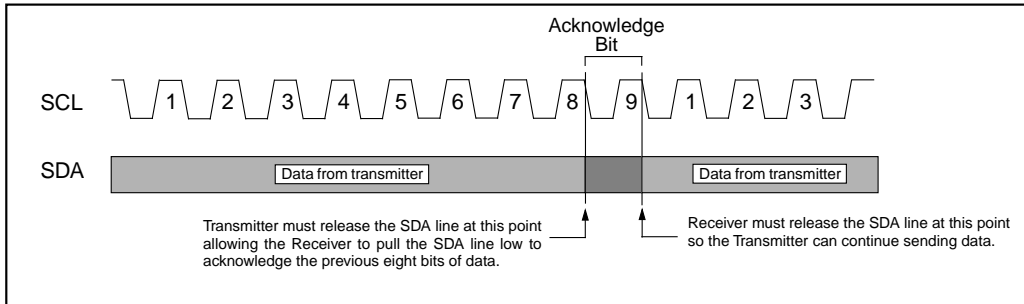 Acknowledge
Bit
SCL 1 2 3 4 5 6 7 8 9 1 2 3
SDA Data from transmitter Data from transmitter
Transmitter must release the SDA line at this point
allowing the Receiver to pull the SDA line low to
acknowledge the previous eight bits of data.
Receiver must release the SDA line at this point
so the Transmitter can continue sending data.